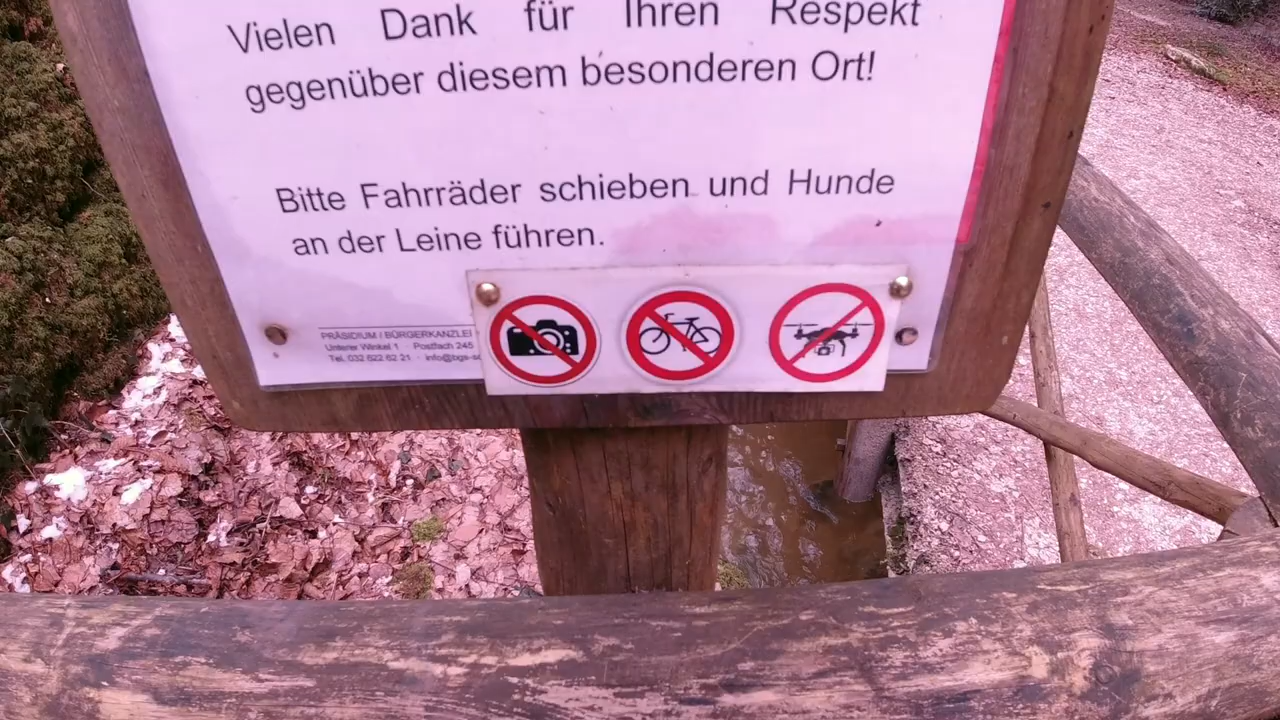 Vielen Dank für Ihren Respekt
gegenüber diesem besonderen Ort!
Bitte Fahrräder schieben und Hunde
an der Leine führen.
PRÄSIDIUM / BÜRGERKANZLEI
Unterer Winkel 1 Postfach 245
Tel. 032 622 62 21 · info@bgs-so